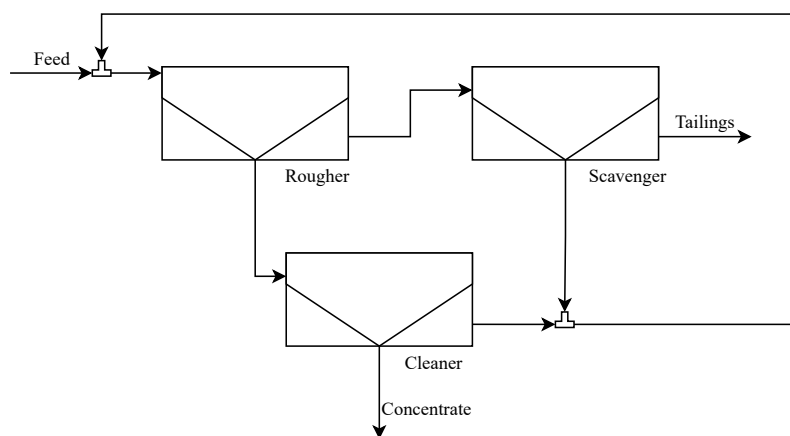 Feed
Tailings
Rougher
Scavenger
Cleaner
Concentrate